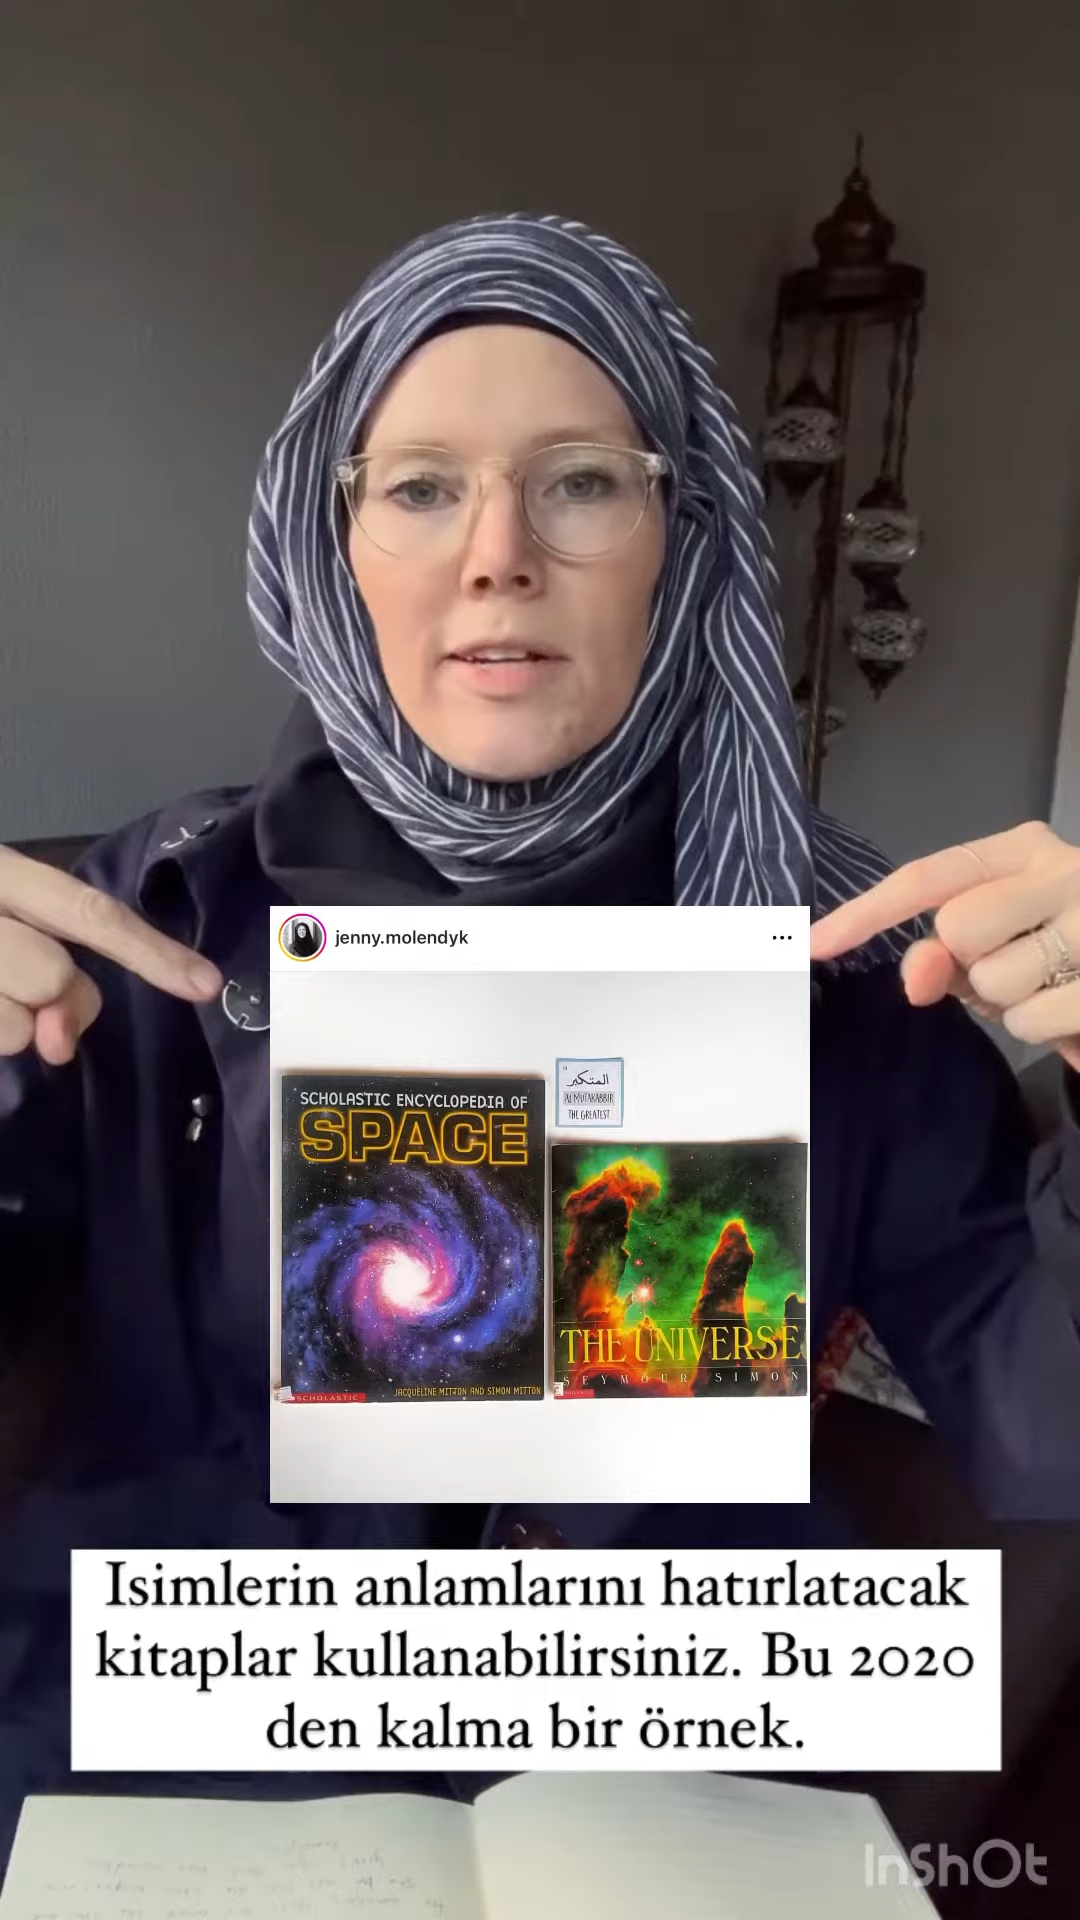 jenny.molendyk
SCHOLASTIC ENCYCLOPEDIA OF
SPACE
JACQUELINE MITTON AND SIMON MITTON
SCHOLASTIC
المتكبر
AL MUTAKABBIR
THE GREATEST
THE UNIVERSE
SEYMOUR SIMON
Isimlerin anlamlarını hatırlatacak
kitaplar kullanabilirsiniz. Bu 2020
den kalma bir örnek.
InShOt